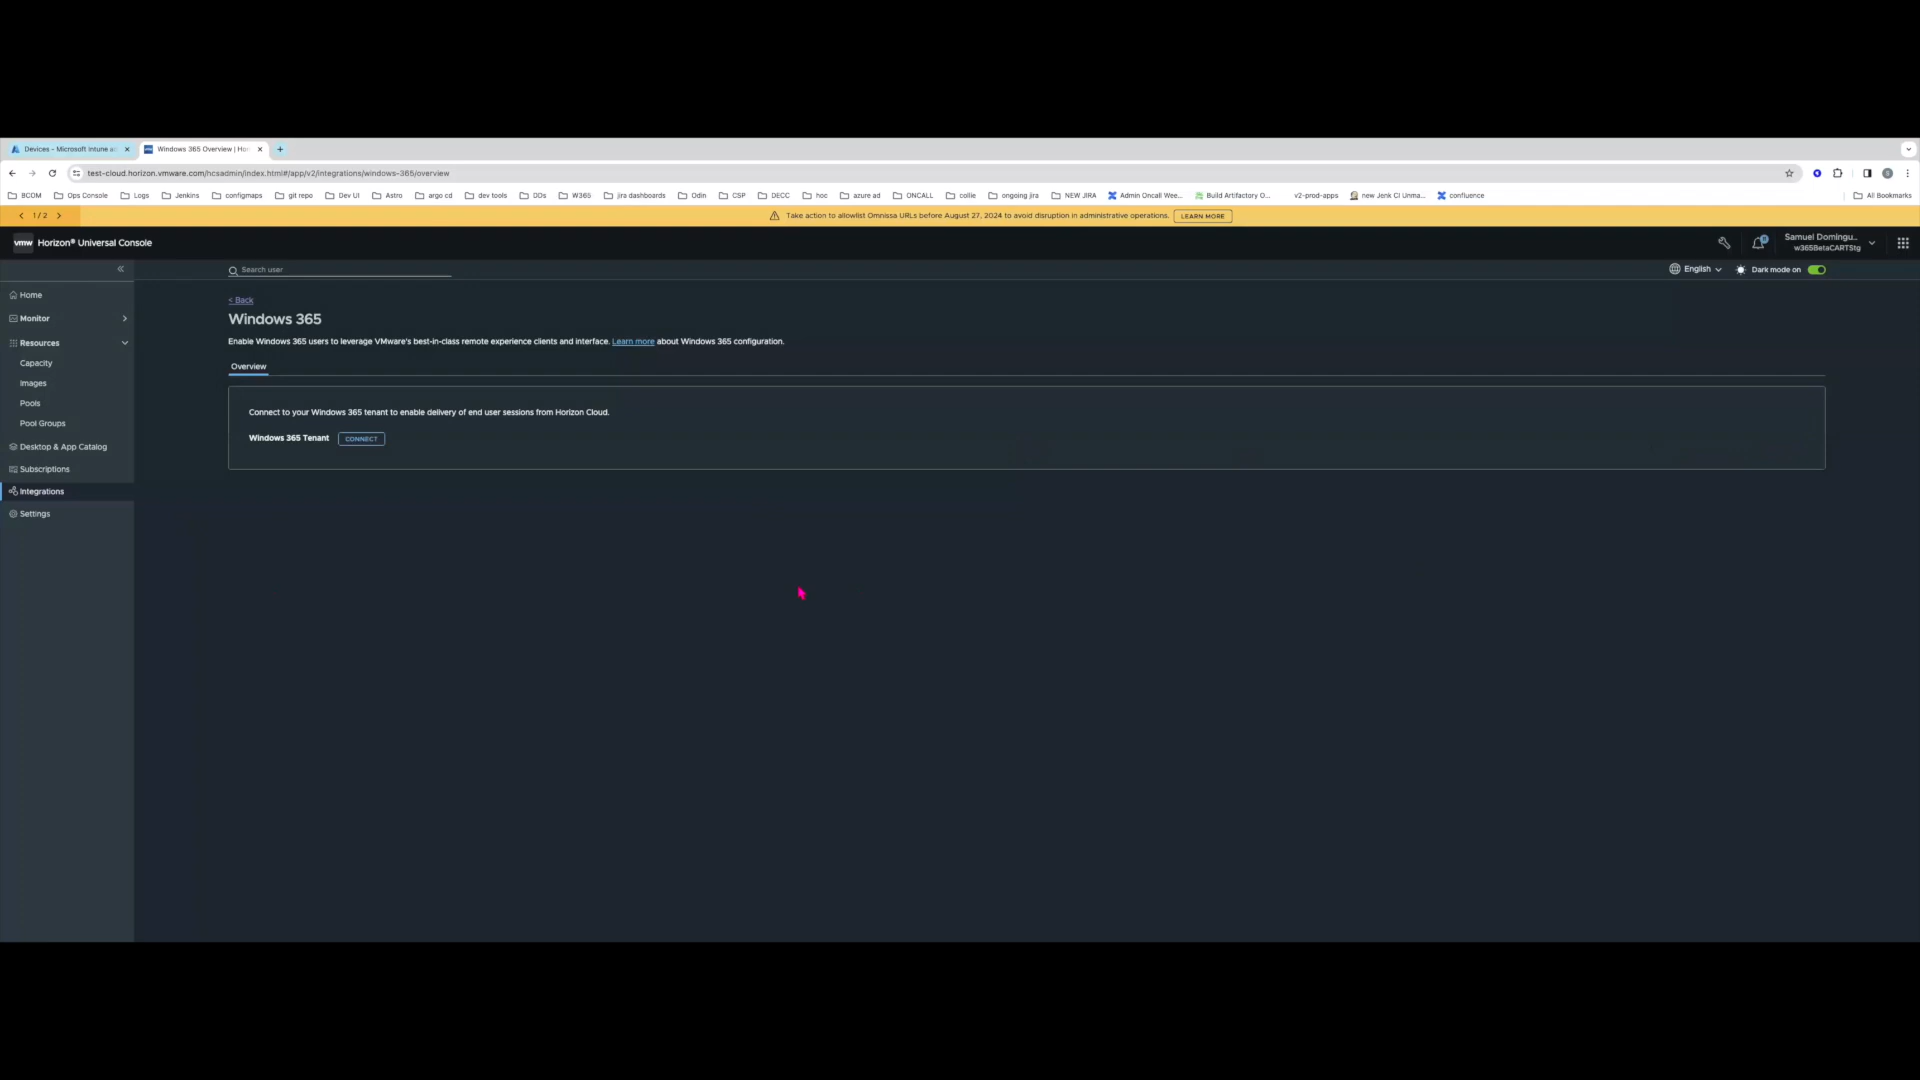 Devices - Microsoft Intune a
Windows 365 Overview | Ho
test-cloud.horizon.vmware.com/hcsadmin/index.html#/app/v2/integrations/windows-365/overview
BCOM Ops Console Logs Jenkins configmaps git repo Dev UI Astro argo cd dev tools DDs W365 jira dashboards Odin CSP DECC hoc azure ad ONCALL collie ongoing jira NEW JIRA Admin Oncall Wee... Build Artifactory O... v2-prod-apps new Jenk CI Unma... confluence All Bookmarks
1 / 2 Take action to allowlist Omnissa URLs before August 27, 2024 to avoid disruption in administrative operations. LEARN MORE
vmw Horizon® Universal Console
Samuel Domingu...
w365BetaCARTStg
Search user
English Dark mode on
Home
Monitor
Resources
Capacity
Images
Pools
Pool Groups
Desktop & App Catalog
Subscriptions
Integrations
Settings
< Back
Windows 365
Enable Windows 365 users to leverage VMware's best-in-class remote experience clients and interface. Learn more about Windows 365 configuration.
Overview
Connect to your Windows 365 tenant to enable delivery of end user sessions from Horizon Cloud.
Windows 365 Tenant CONNECT